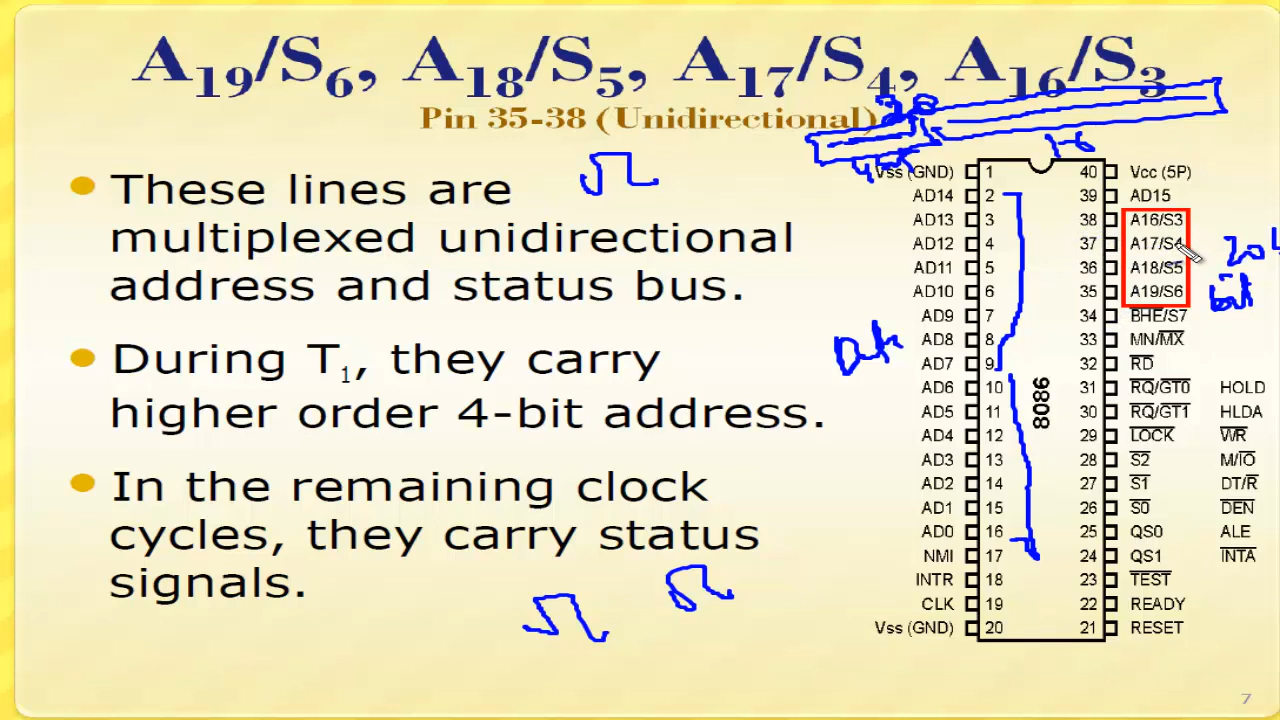 A19/S6, A18/S5, A17/S4, A16/S3
Pin 35-38 (Unidirectional)
These lines are
multiplexed unidirectional
address and status bus.
During T1, they carry
higher order 4-bit address.
In the remaining clock
cycles, they carry status
signals.
20
16
Vss (GND) 1 40 Vcc (5P)
AD14 2 39 AD15
AD13 3 38 A16/S3
AD12 4 37 A17/S4
AD11 5 36 A18/S5
AD10 6 35 A19/S6
bit
AD9 7 34 BHE/S7
Data
AD8 8 33 MN/MX
AD7 9 32 RD
AD6 10 31 RQ/GT0 HOLD
AD5 11 30 RQ/GT1 HLDA
AD4 12 29 LOCK WR
AD3 13 28 S2 M/IO
AD2 14 27 S1 DT/R
AD1 15 26 S0 DEN
AD0 16 25 QS0 ALE
NMI 17 24 QS1 INTA
INTR 18 23 TEST
CLK 19 22 READY
Vss (GND) 20 21 RESET
8086
7